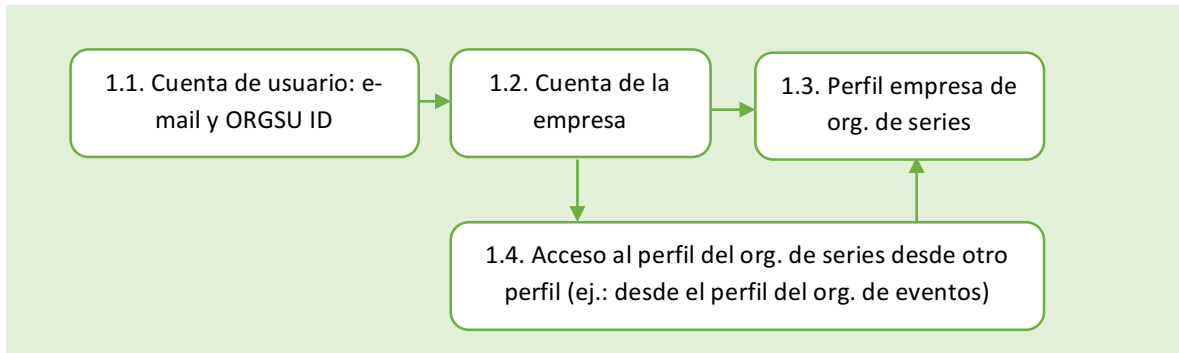 1.1. Cuenta de usuario: e-
mail y ORGSU ID
1.2. Cuenta de la
empresa
1.3. Perfil empresa de
org. de series
1.4. Acceso al perfil del org. de series desde otro
perfil (ej.: desde el perfil del org. de eventos)